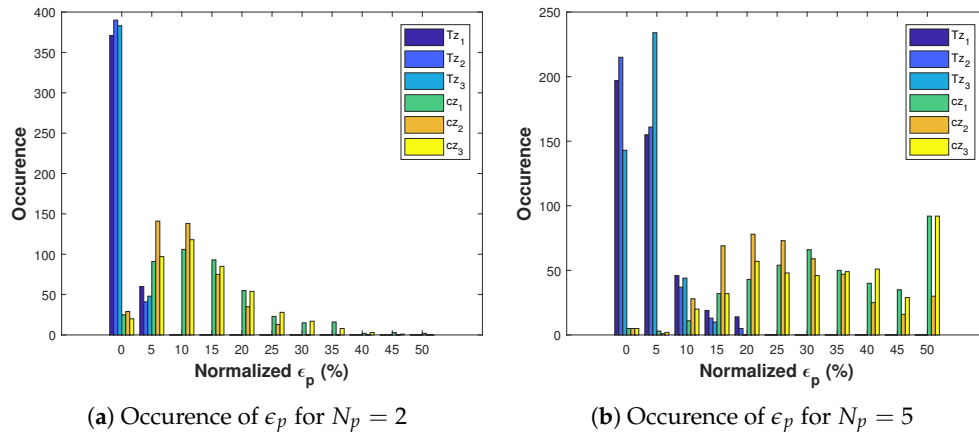 400
350
300
250
200
150
100
50
0
Occurence
0 5 10 15 20 25 30 35 40 45 50
Normalized ϵp (%)
Tz1
Tz2
Tz3
cz1
cz2
cz3
(a) Occurence of ϵp for Np = 2
250
200
150
100
50
0
Occurence
0 5 10 15 20 25 30 35 40 45 50
Normalized ϵp (%)
Tz1
Tz2
Tz3
cz1
cz2
cz3
(b) Occurence of ϵp for Np = 5